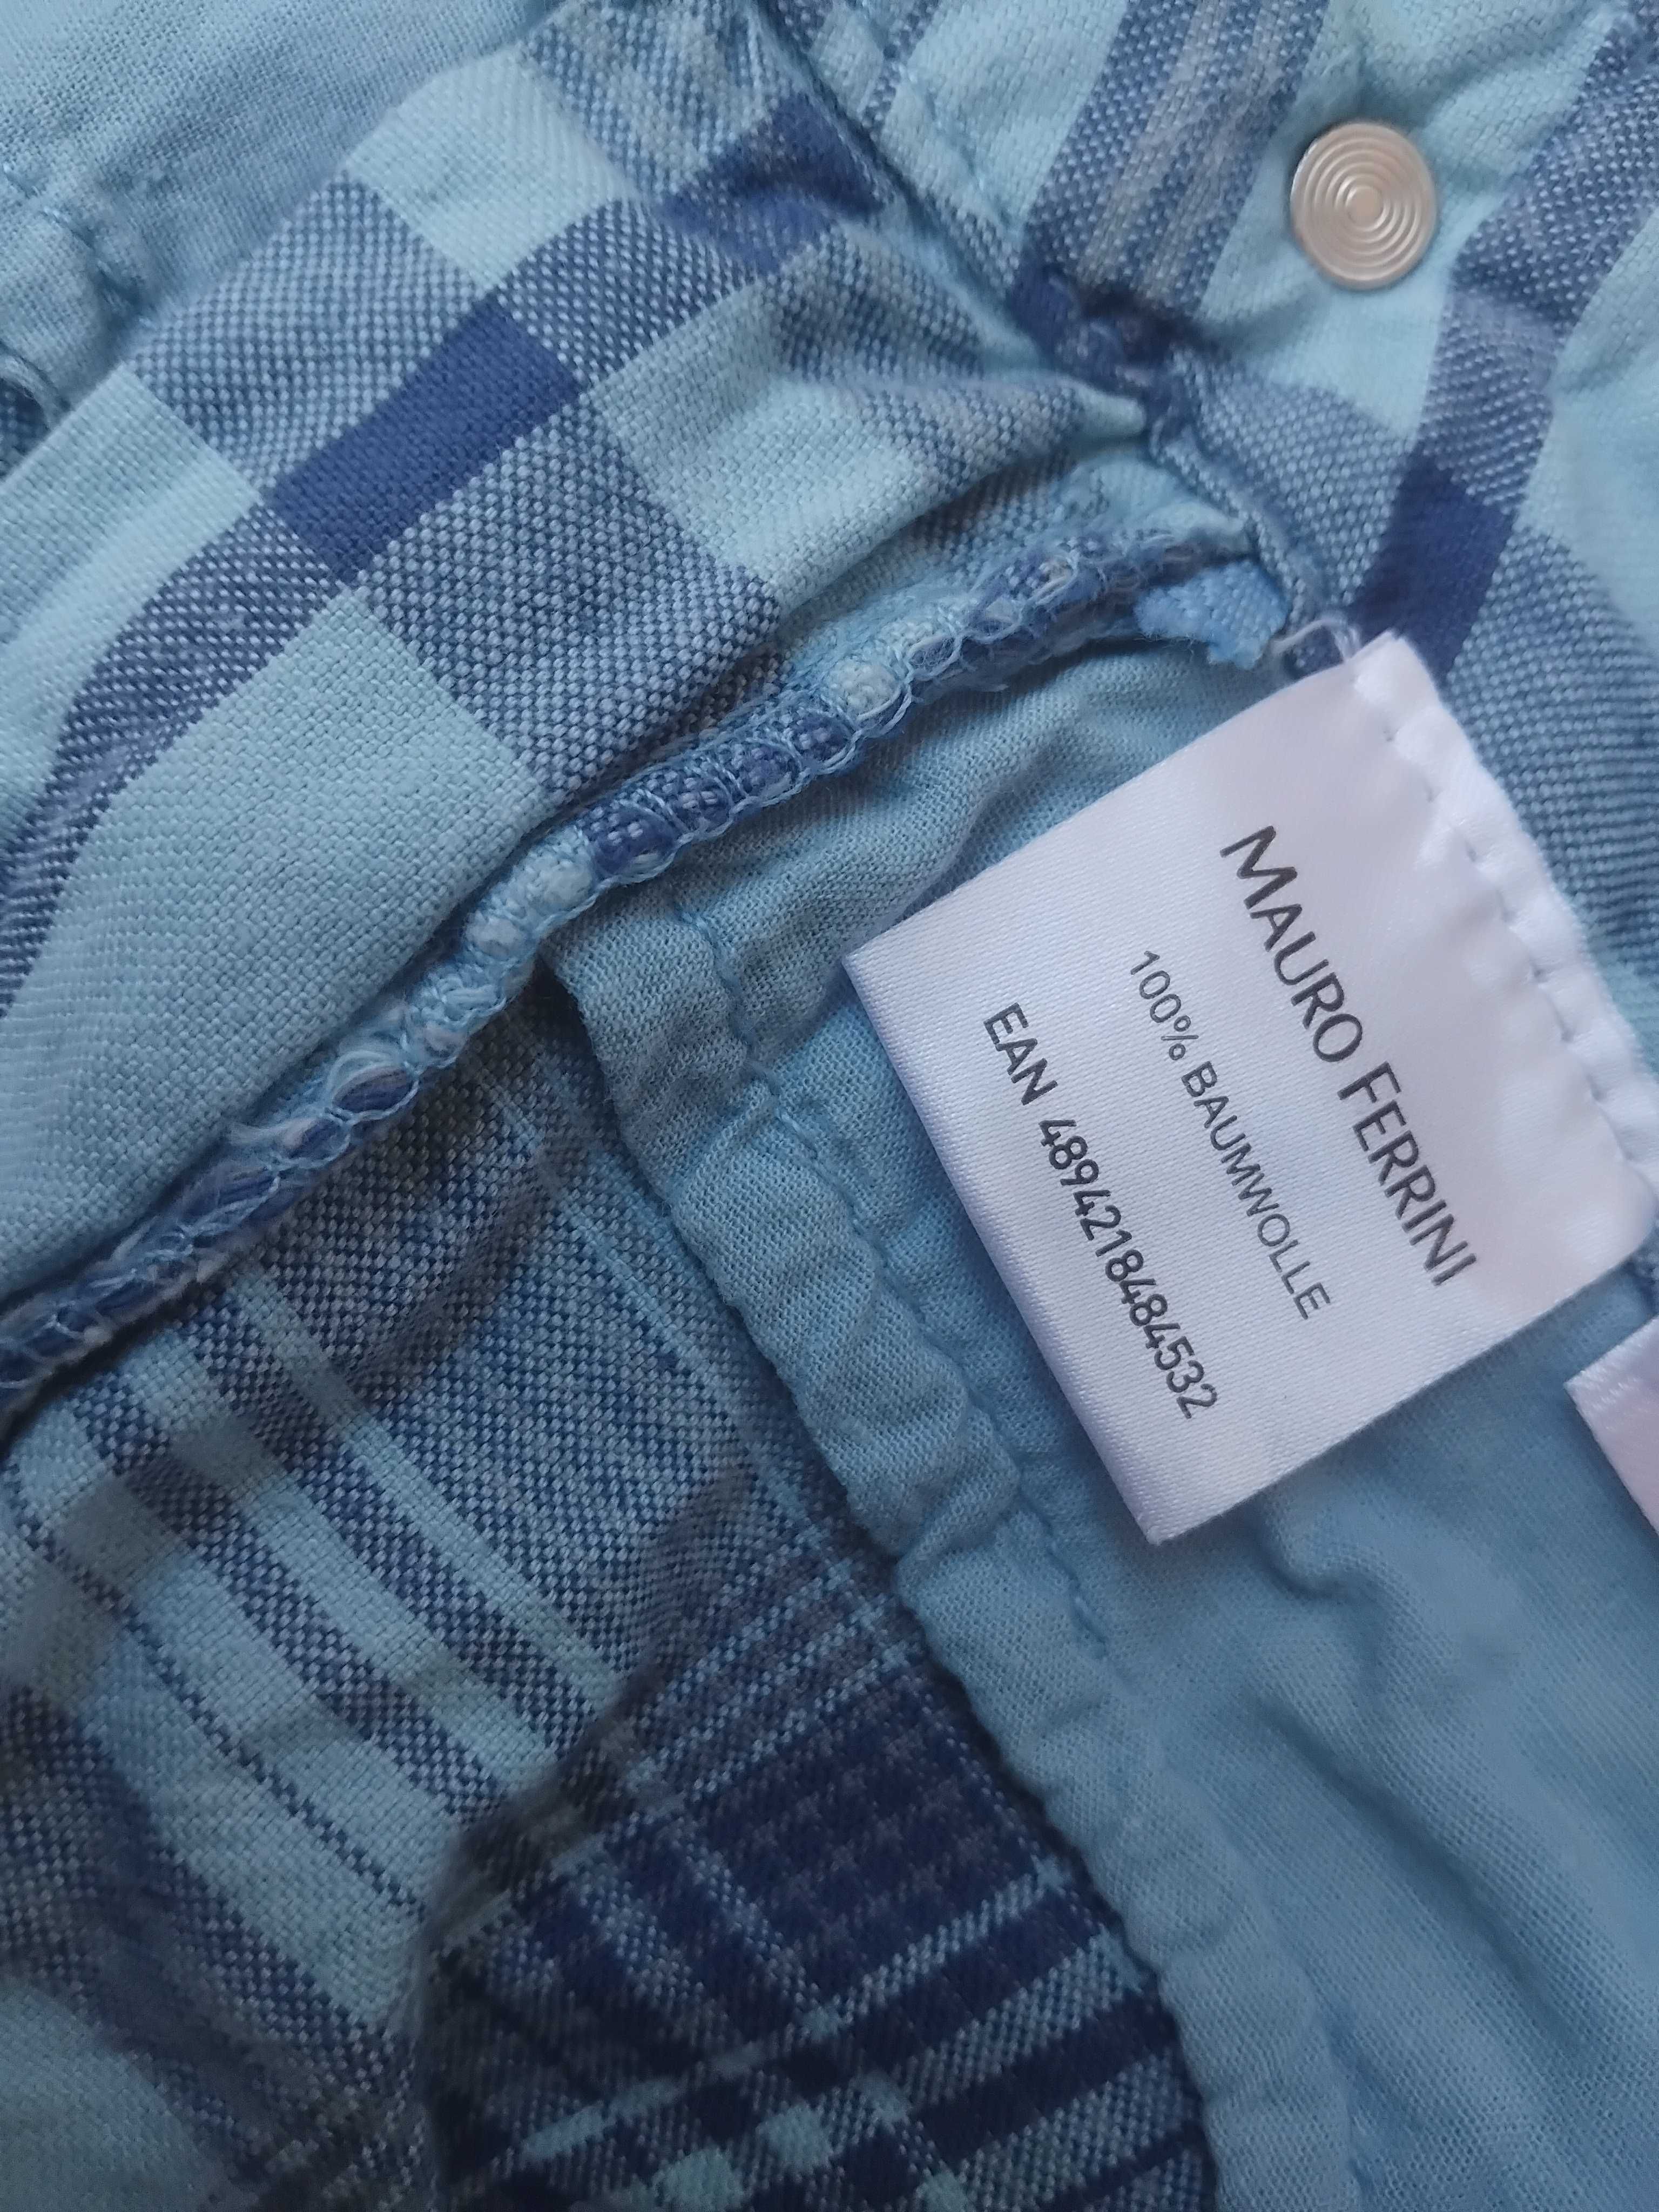 MAURO FERRINI
100% BAUMWOLLE
EAN 4894218484532